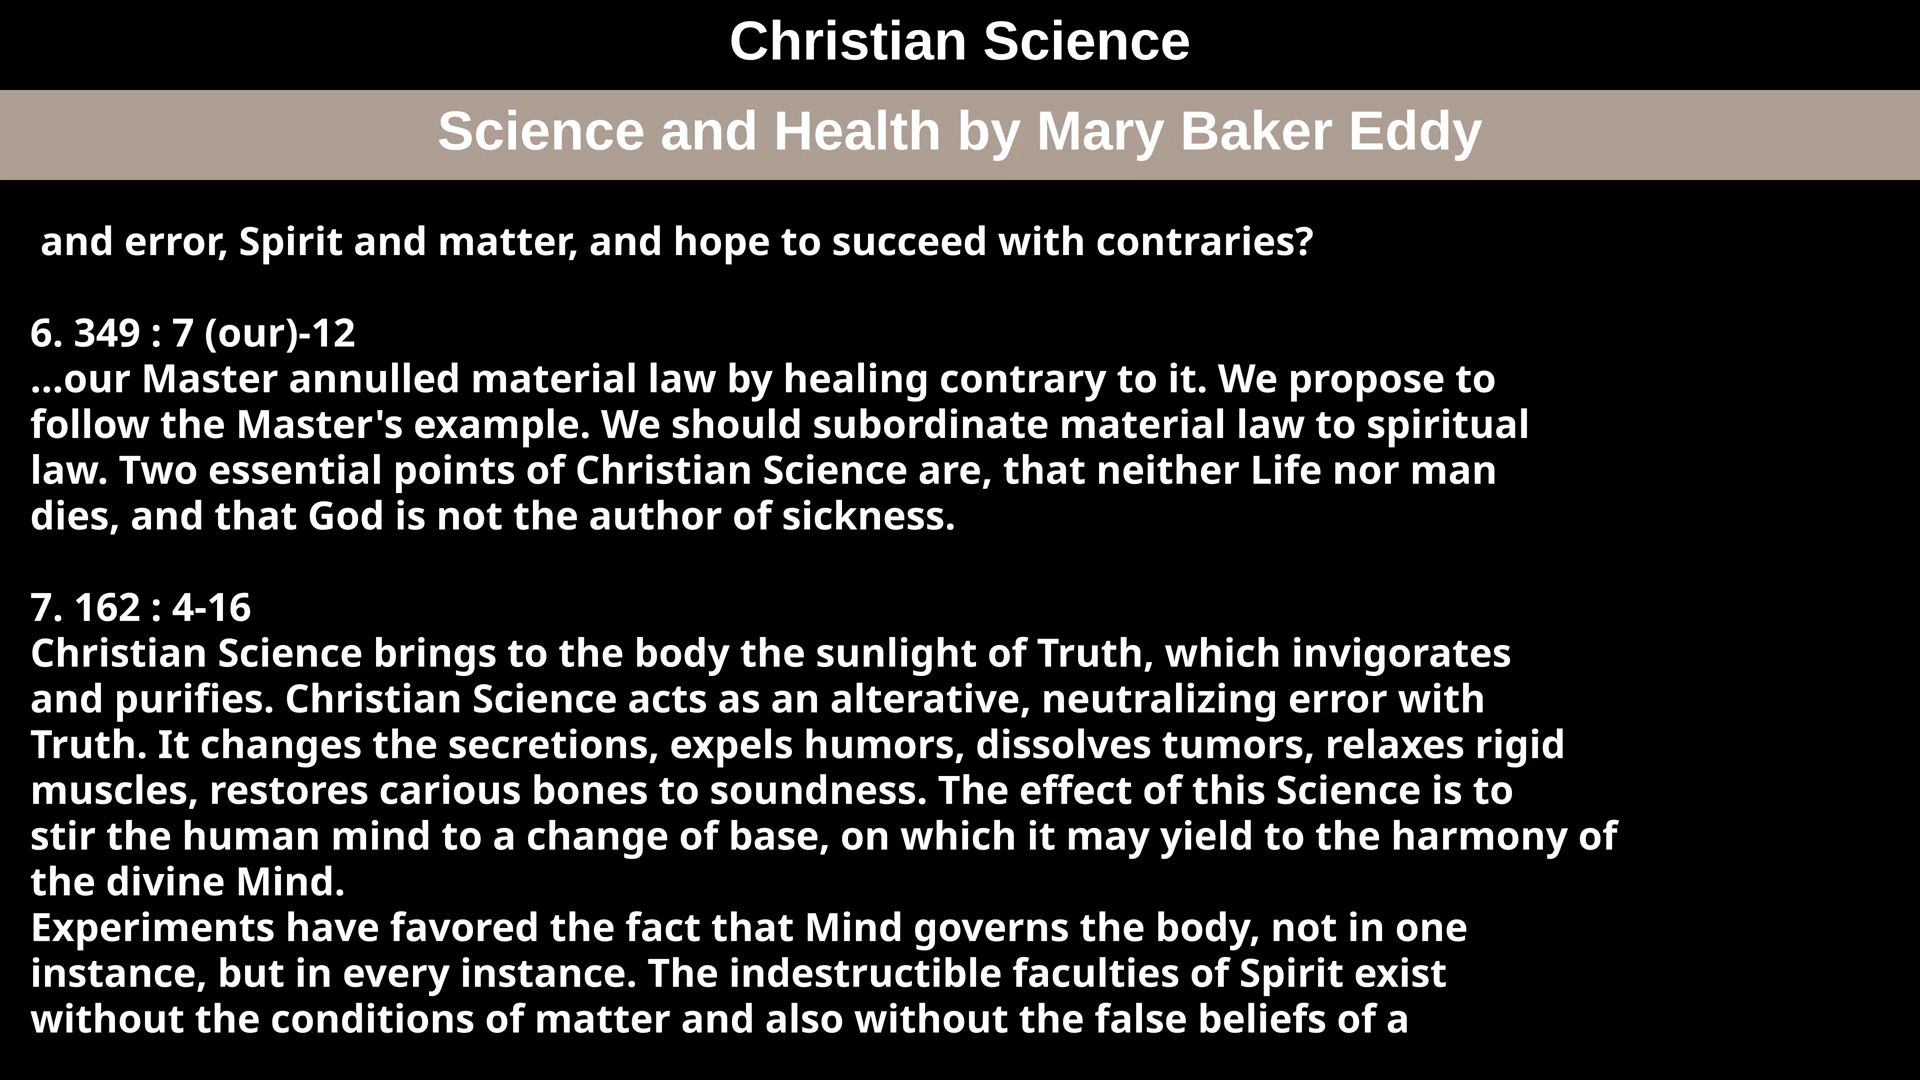 Christian Science
Science and Health by Mary Baker Eddy
and error, Spirit and matter, and hope to succeed with contraries?
6. 349 : 7 (our)-12
...our Master annulled material law by healing contrary to it. We propose to
follow the Master's example. We should subordinate material law to spiritual
law. Two essential points of Christian Science are, that neither Life nor man
dies, and that God is not the author of sickness.
7. 162 : 4-16
Christian Science brings to the body the sunlight of Truth, which invigorates
and purifies. Christian Science acts as an alterative, neutralizing error with
Truth. It changes the secretions, expels humors, dissolves tumors, relaxes rigid
muscles, restores carious bones to soundness. The effect of this Science is to
stir the human mind to a change of base, on which it may yield to the harmony of
the divine Mind.
Experiments have favored the fact that Mind governs the body, not in one
instance, but in every instance. The indestructible faculties of Spirit exist
without the conditions of matter and also without the false beliefs of a